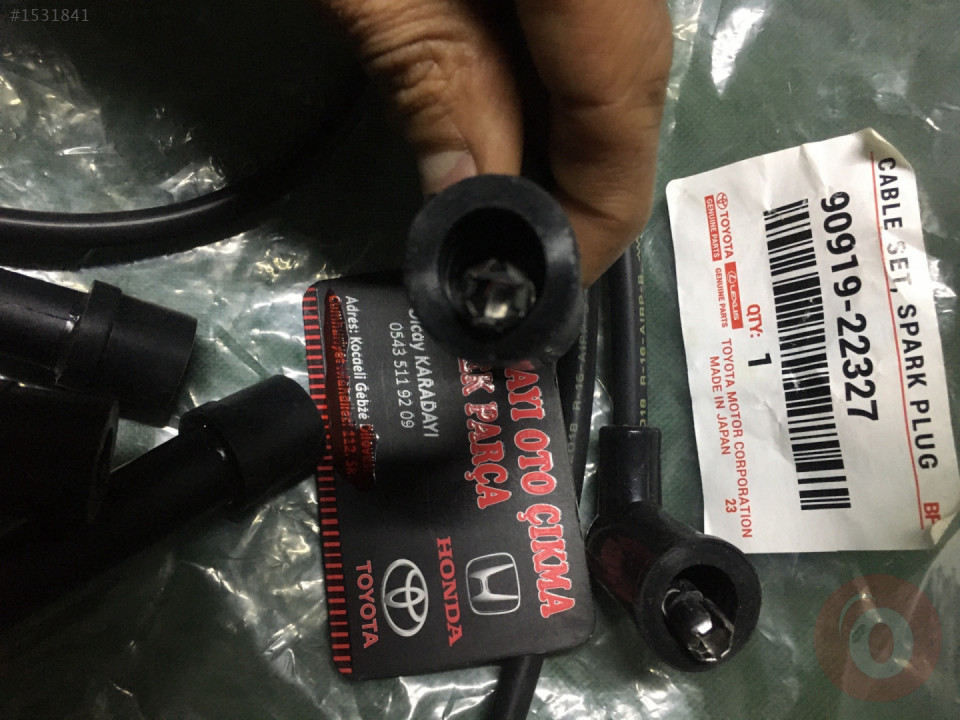 #1531841
CABLE SET, SPARK PLUG
90919-22327
TOYOTA
GENUINE PARTS
LEXUS
GENUINE PARTS
QTY:
1
TOYOTA MOTOR CORPORATION
MADE IN JAPAN
23
OTO ÇIKMA
PARÇA
KARADAYI
0543 511 92 09
Adres: Kocaeli Gebze
HONDA
TOYOTA